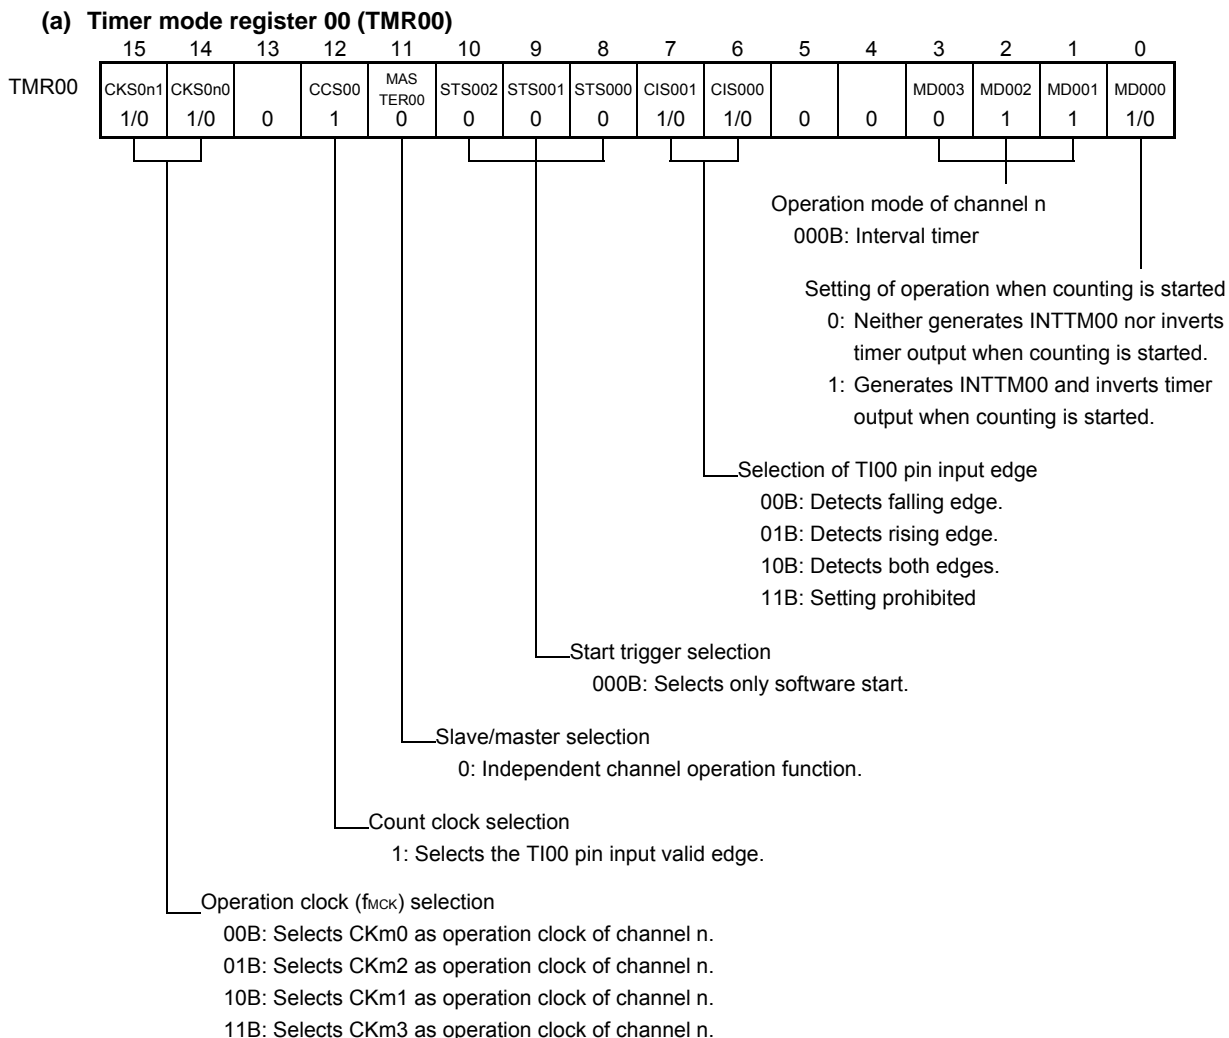 (a) Timer mode register 00 (TMR00)
15 14 13 12 11 10 9 8 7 6 5 4 3 2 1 0
TMR00 CKS0n1 CKS0n0 CCS00 MAS TER00 STS002 STS001 STS000 CIS001 CIS000 MD003 MD002 MD001 MD000
1/0 1/0 0 1 0 0 0 0 1/0 1/0 0 0 0 1 1 1/0
Operation mode of channel n
000B: Interval timer
Setting of operation when counting is started
0: Neither generates INTTM00 nor inverts
timer output when counting is started.
1: Generates INTTM00 and inverts timer
output when counting is started.
Selection of TI00 pin input edge
00B: Detects falling edge.
01B: Detects rising edge.
10B: Detects both edges.
11B: Setting prohibited
Start trigger selection
000B: Selects only software start.
Slave/master selection
0: Independent channel operation function.
Count clock selection
1: Selects the TI00 pin input valid edge.
Operation clock (fMCK) selection
00B: Selects CKm0 as operation clock of channel n.
01B: Selects CKm2 as operation clock of channel n.
10B: Selects CKm1 as operation clock of channel n.
11B: Selects CKm3 as operation clock of channel n.